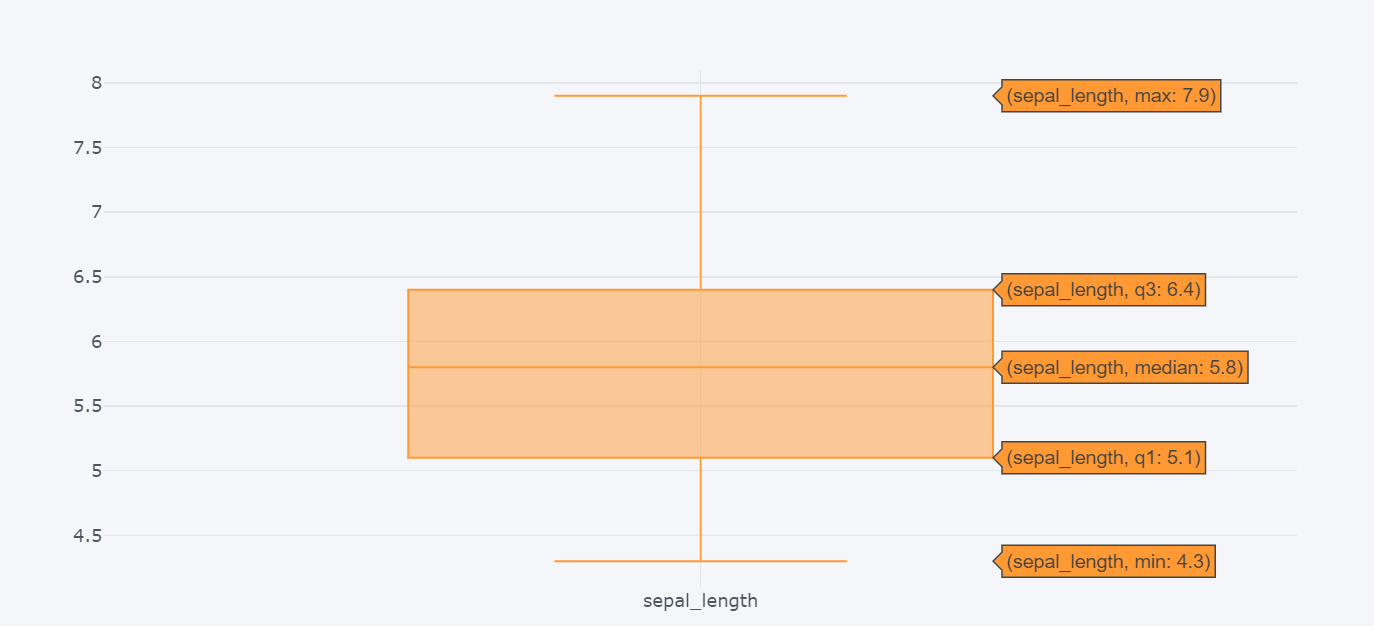 8
(sepal_length, max: 7.9)
7.5
7
6.5
(sepal_length, q3: 6.4)
6
(sepal_length, median: 5.8)
5.5
(sepal_length, q1: 5.1)
5
4.5
(sepal_length, min: 4.3)
sepal_length